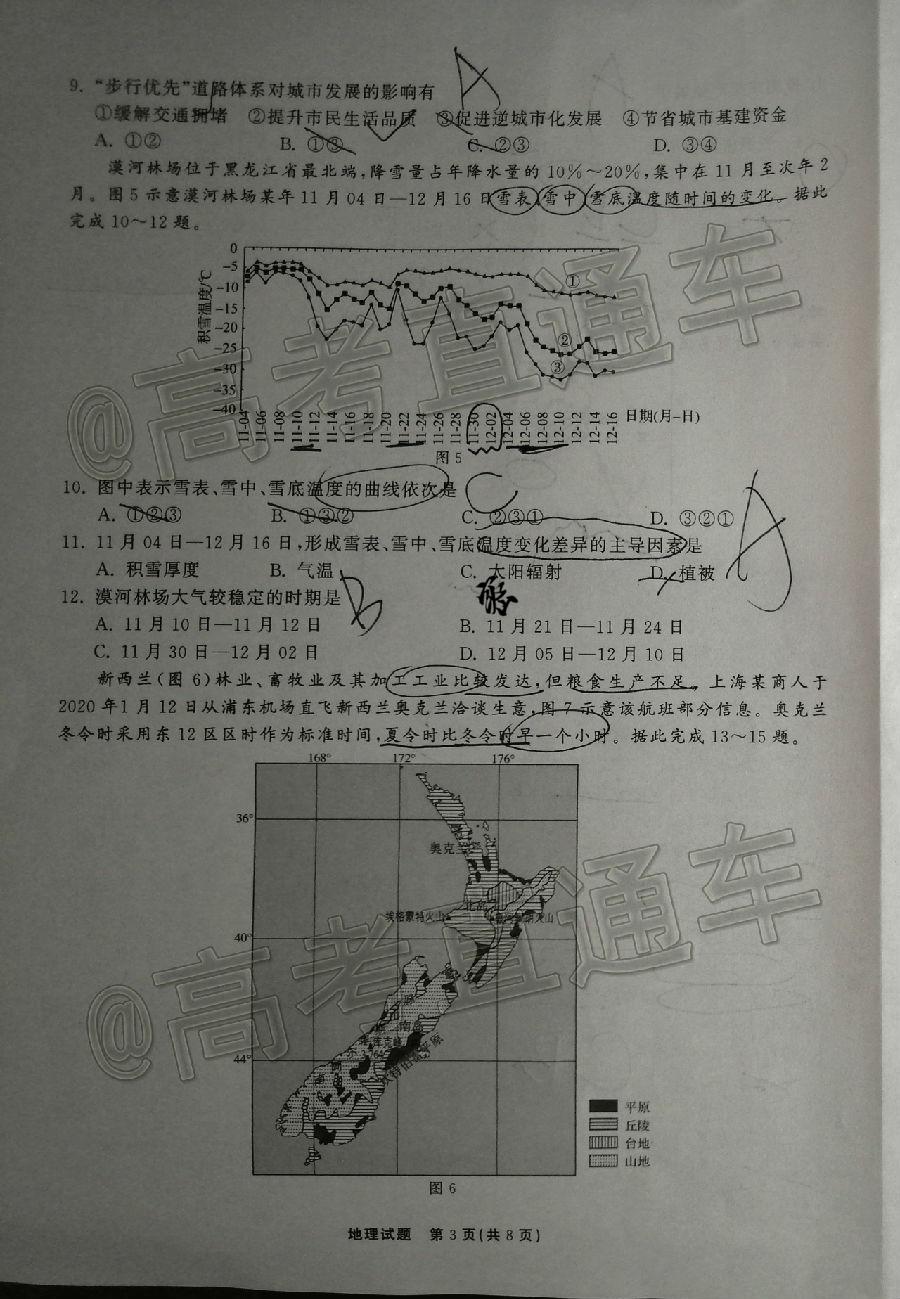 9. “步行优先”道路体系对城市发展的影响有
①缓解交通拥堵 ②提升市民生活品质 ③促进逆城市化发展 ④节省城市基建资金
A. ①② B. ①③ C. ②③ D. ③④
漠河林场位于黑龙江省最北端,降雪量占年降水量的10%～20%,集中在11月至次年2
月。图5示意漠河林场某年11月04日—12月16日雪表、雪中、雪底温度随时间的变化。据此
完成10～12题。
0
-5
-10
-15
-20
-25
-30
-35
-40
积雪温度/℃
①
②
③
11-04 11-06 11-08 11-10 11-12 11-14 11-16 11-18 11-20 11-22 11-24 11-26 11-28 11-30 12-02 12-04 12-06 12-08 12-10 12-12 12-14 12-16 日期(月-日)
图5
10. 图中表示雪表、雪中、雪底温度的曲线依次是
A. ①②③ B. ①③② C. ②③① D. ③②①
11. 11月04日—12月16日,形成雪表、雪中、雪底温度变化差异的主导因素是
A. 积雪厚度 B. 气温 C. 太阳辐射 D. 植被
12. 漠河林场大气较稳定的时期是
A. 11月10日—11月12日 B. 11月21日—11月24日
C. 11月30日—12月02日 D. 12月05日—12月10日
新西兰(图6)林业、畜牧业及其加工工业比较发达,但粮食生产不足。上海某商人于
2020年1月12日从浦东机场直飞新西兰奥克兰洽谈生意,图7示意该航班部分信息。奥克兰
冬令时采用东12区区时作为标准时间,夏令时比冬令时早一个小时。据此完成13～15题。
168° 172° 176°
36°
奥克兰
北岛
埃格蒙特火山
40°
南岛
库克峰
44°
平原
丘陵
台地
山地
图6
地理试题 第3页(共8页)
@高考直通车
@高考直通车
A
C
A
B